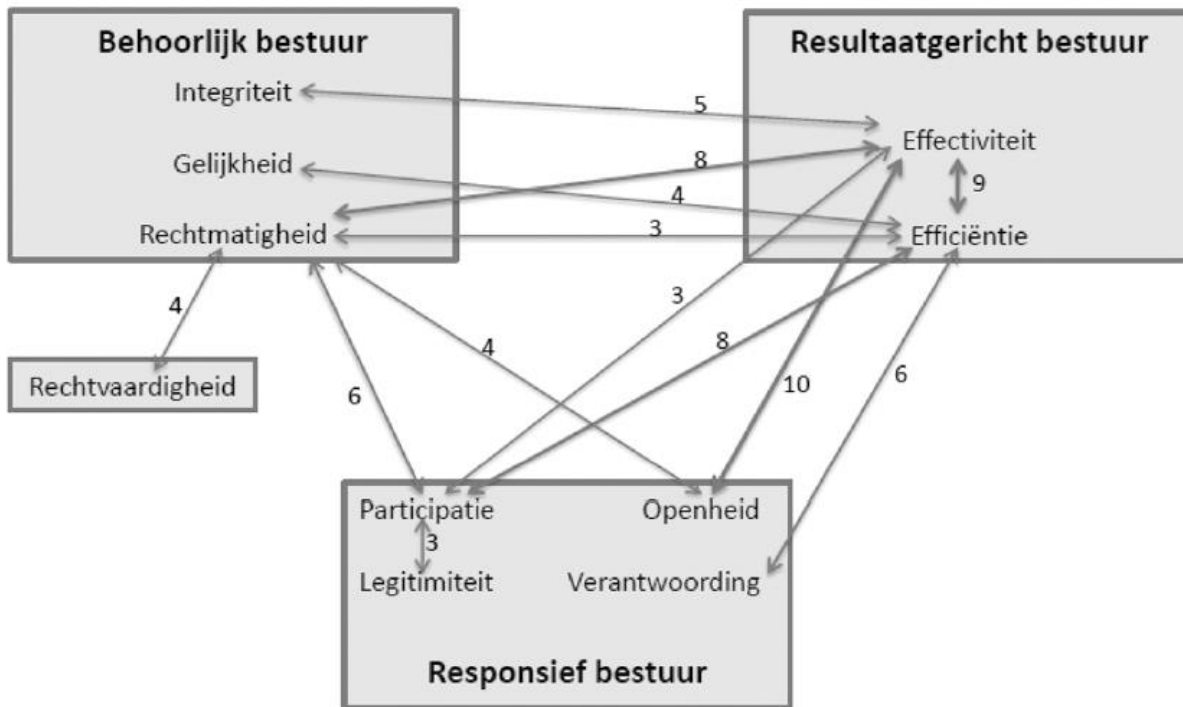 Behoorlijk bestuur
Integriteit
Gelijkheid
Rechtmatigheid
Resultaatgericht bestuur
Effectiviteit
9
Efficiëntie
5
8
4
3
4
Rechtvaardigheid
3
4
8
6
10
6
Participatie
Openheid
3
Legitimiteit
Verantwoording
Responsief bestuur